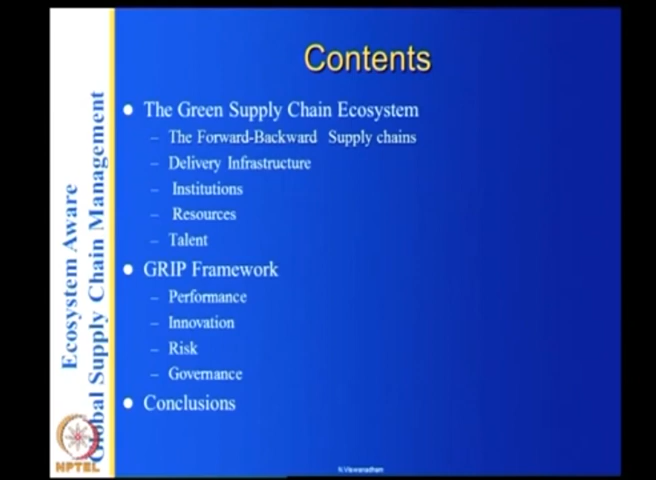 Contents
Ecosystem Aware
Global Supply Chain Management
The Green Supply Chain Ecosystem
– The Forward-Backward Supply chains
– Delivery Infrastructure
– Institutions
– Resources
– Talent
GRIP Framework
– Performance
– Innovation
– Risk
– Governance
Conclusions
NPTEL
N.Viswanadham